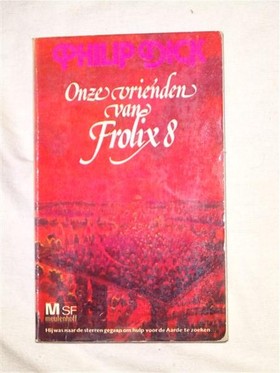 PHILIP DICK
Onze vrienden
van
Frolix 8
M SF
meulenhoff
Hij was naar de sterren gegaan om hulp voor de Aarde te zoeken